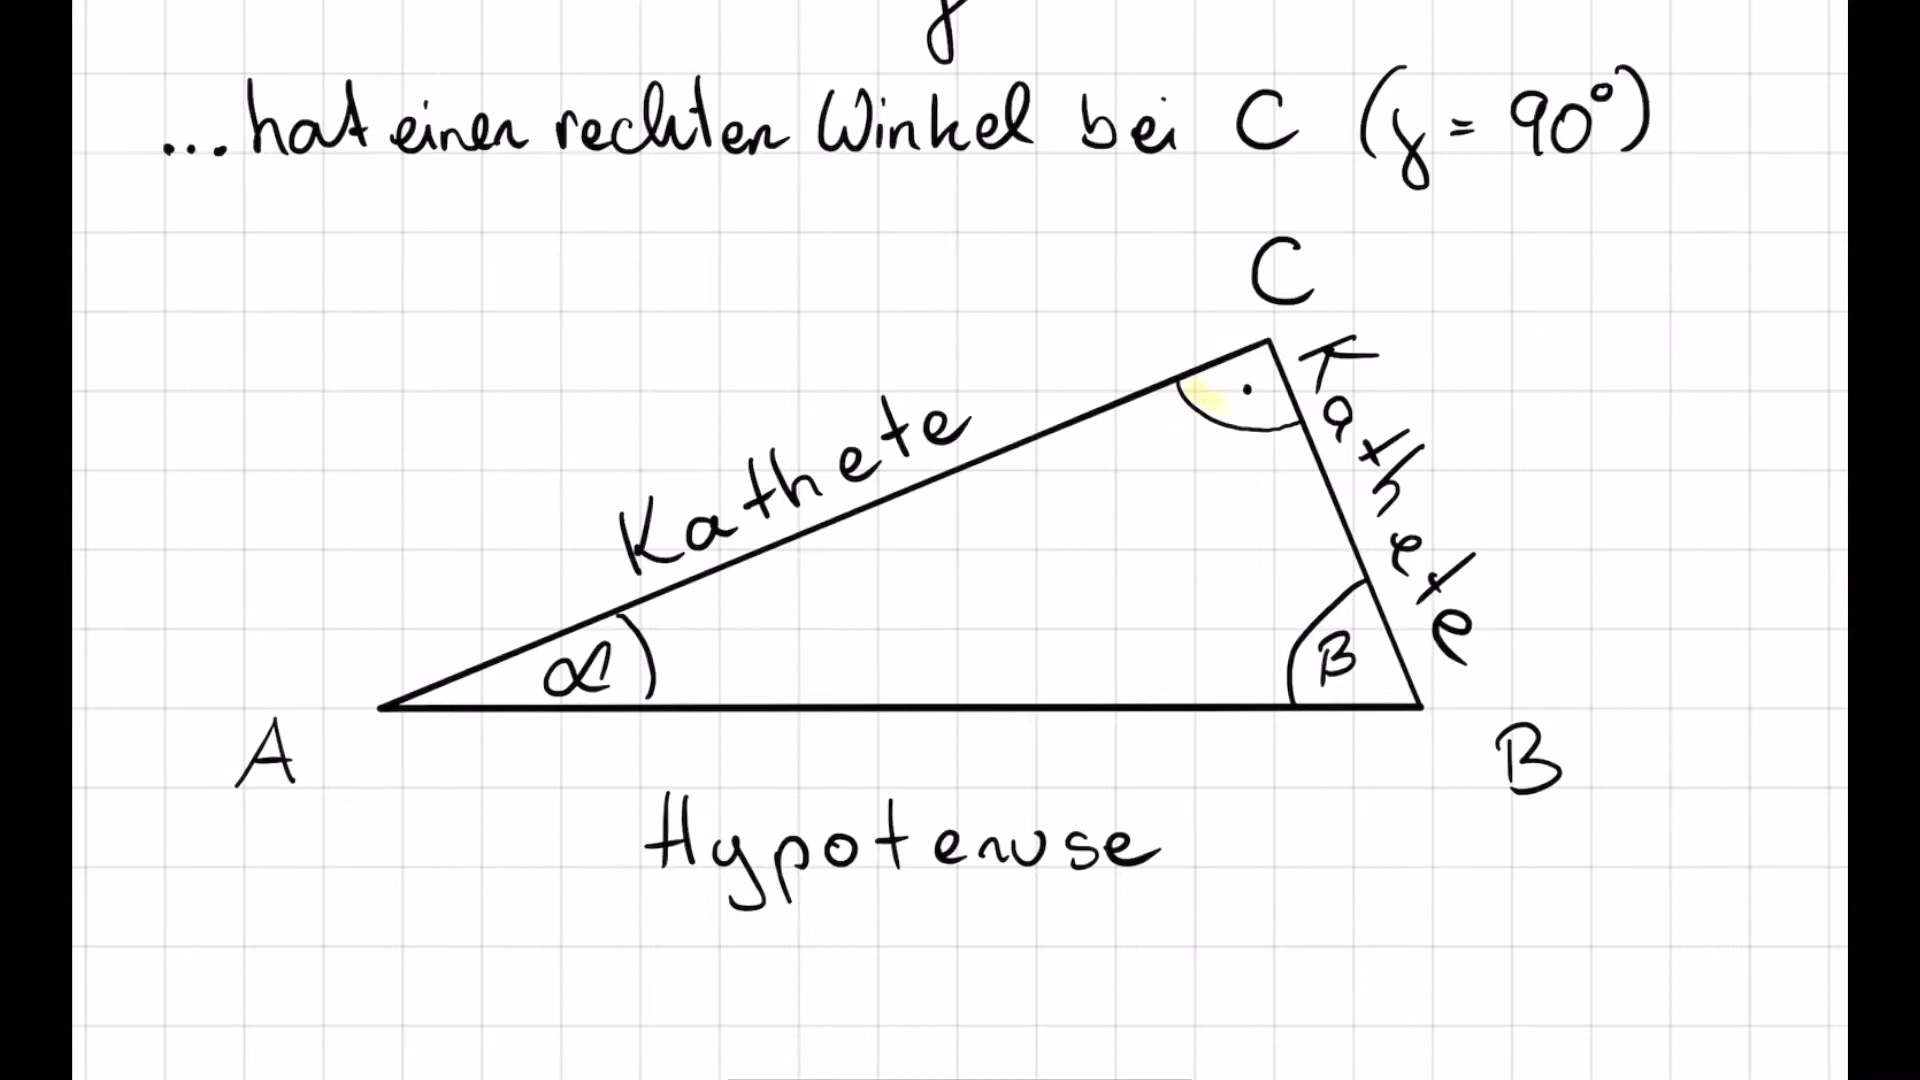 ...hat einen rechten Winkel bei C (γ = 90°)
C
Kathete
Kathete
α
β
A
B
Hypotenuse